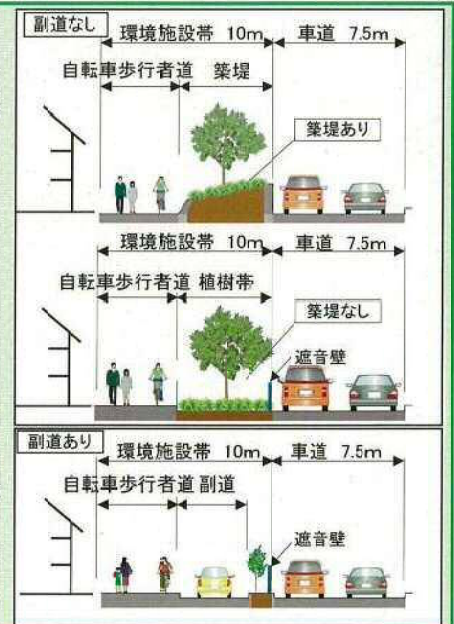 副道なし
環境施設帯 10m 車道 7.5m
自転車歩行者道 築堤
築堤あり
環境施設帯 10m 車道 7.5m
自転車歩行者道 植樹帯
築堤なし
遮音壁
副道あり
環境施設帯 10m 車道 7.5m
自転車歩行者道 副道
遮音壁